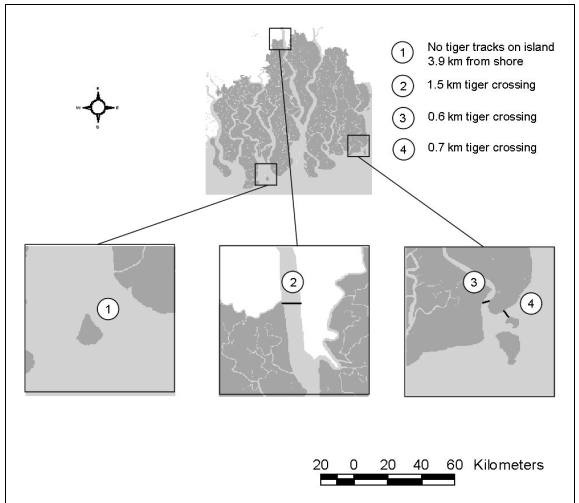 1 No tiger tracks on island
3.9 km from shore
2 1.5 km tiger crossing
3 0.6 km tiger crossing
4 0.7 km tiger crossing
N
W E
S
1
2
3
4
20 0 20 40 60 Kilometers